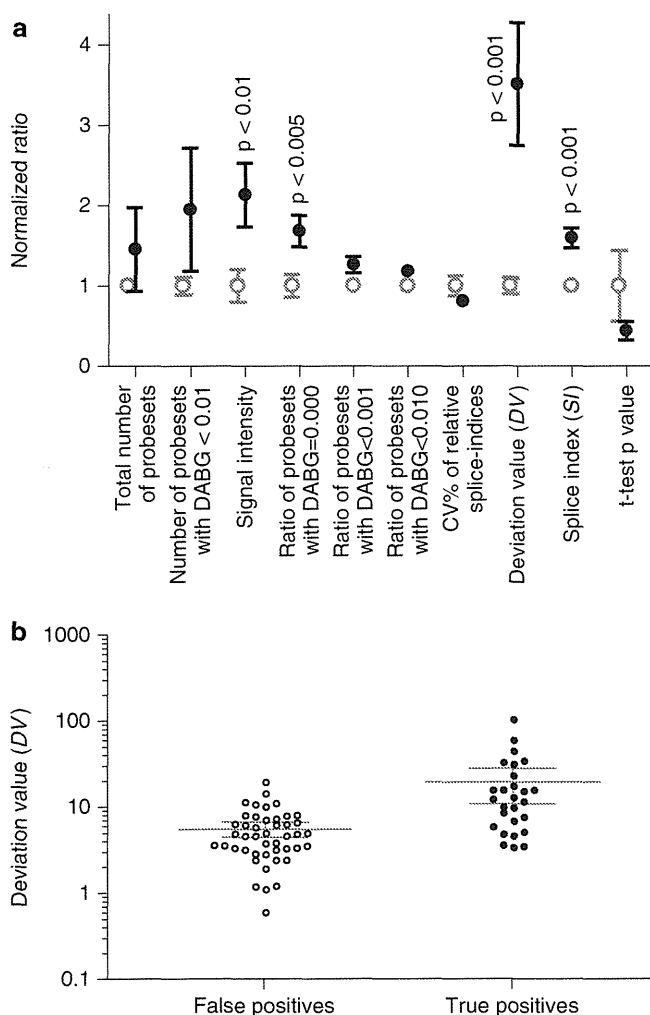 a
Normalized ratio
4
3
2
1
0
p < 0.01
p < 0.005
p < 0.001
p < 0.001
Total number
of probesets
Number of probesets
with DABG < 0.01
Signal intensity
Ratio of probesets
with DABG=0.000
Ratio of probesets
with DABG<0.001
Ratio of probesets
with DABG<0.010
CV% of relative
splice-indices
Deviation value (DV)
Splice index (SI)
t-test p value
b
Deviation value (DV)
1000
100
10
1
0.1
False positives
True positives